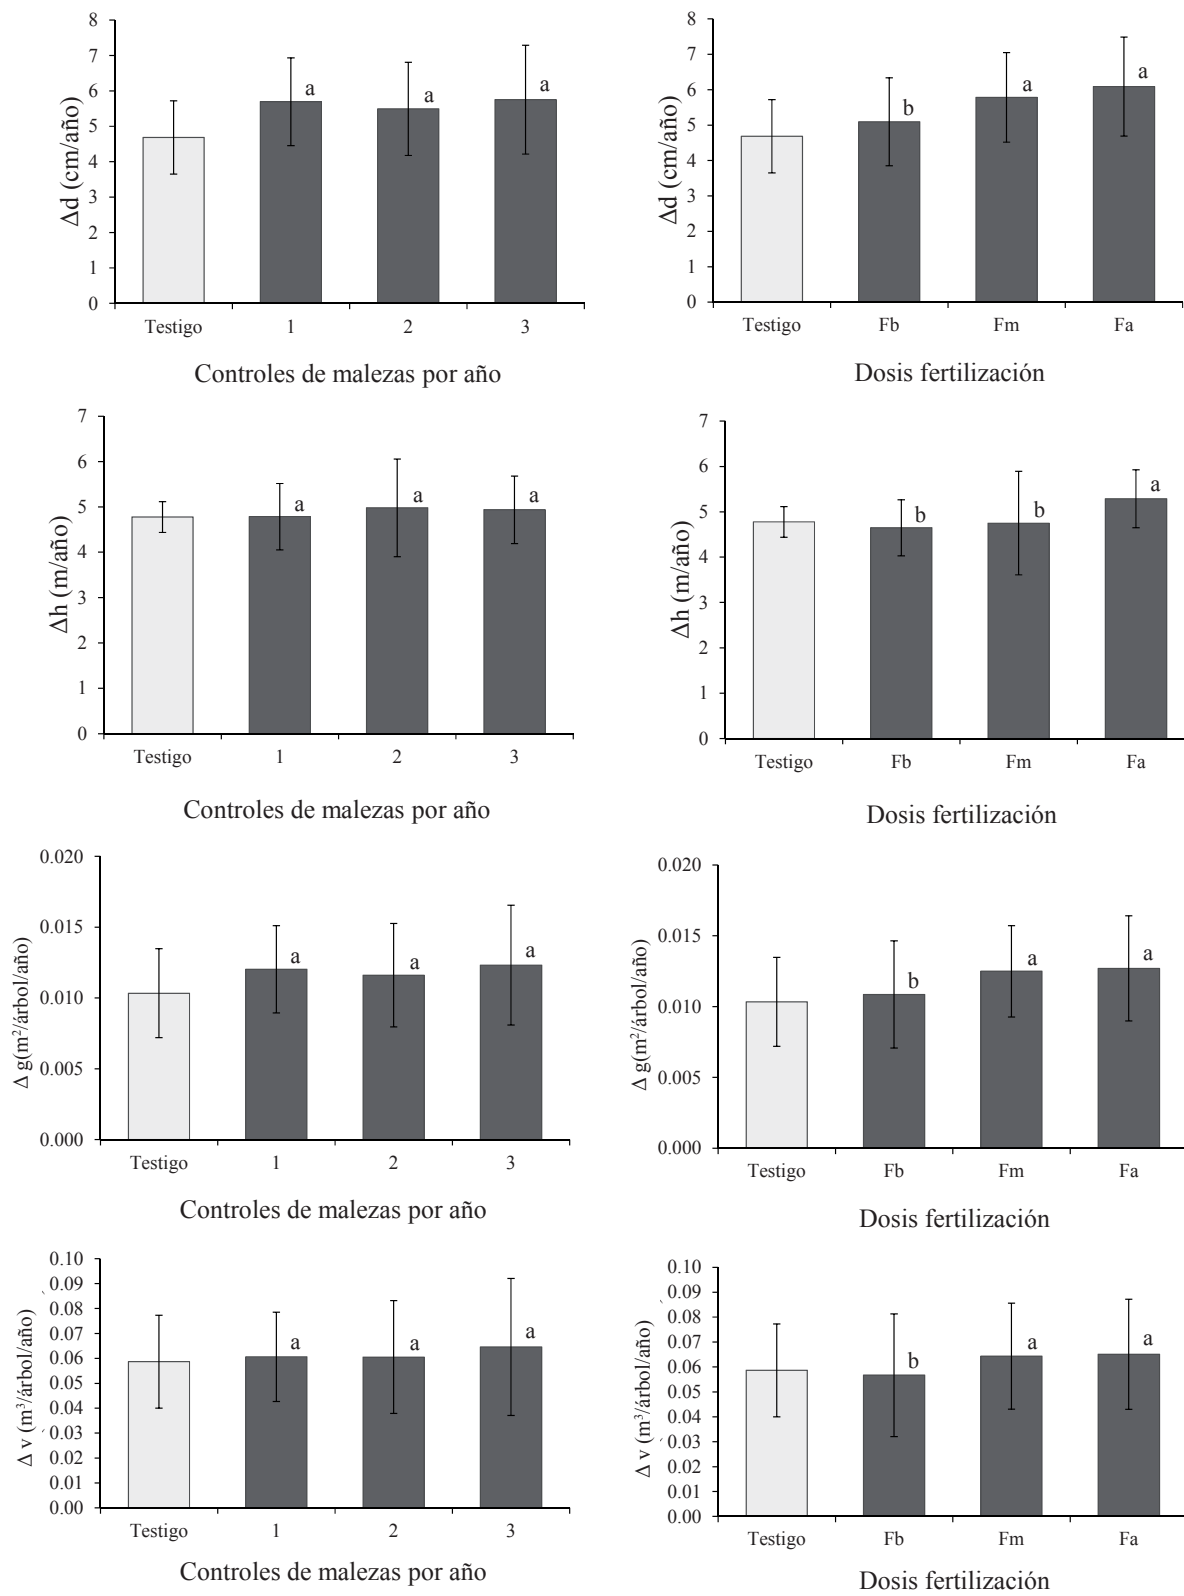 8
7
6
5
4
3
2
1
0
Δd (cm/año)
a
a
a
Testigo 1 2 3
Controles de malezas por año
8
7
6
5
4
3
2
1
0
Δd (cm/año)
b
a
a
Testigo Fb Fm Fa
Dosis fertilización
7
6
5
4
3
2
1
0
Δh (m/año)
a
a
a
Testigo 1 2 3
Controles de malezas por año
7
6
5
4
3
2
1
0
Δh (m/año)
b
b
a
Testigo Fb Fm Fa
Dosis fertilización
0.020
0.015
0.010
0.005
0.000
Δ g(m²/árbol/año)
a
a
a
Testigo 1 2 3
Controles de malezas por año
0.020
0.015
0.010
0.005
0.000
Δ g(m²/árbol/año)
b
a
a
Testigo Fb Fm Fa
Dosis fertilización
0.10
0.09
0.08
0.07
0.06
0.05
0.04
0.03
0.02
0.01
0.00
Δ v (m³/árbol/año)
a
a
a
Testigo 1 2 3
Controles de malezas por año
0.10
0.09
0.08
0.07
0.06
0.05
0.04
0.03
0.02
0.01
0.00
Δ v (m³/árbol/año)
b
a
a
Testigo Fb Fm Fa
Dosis fertilización